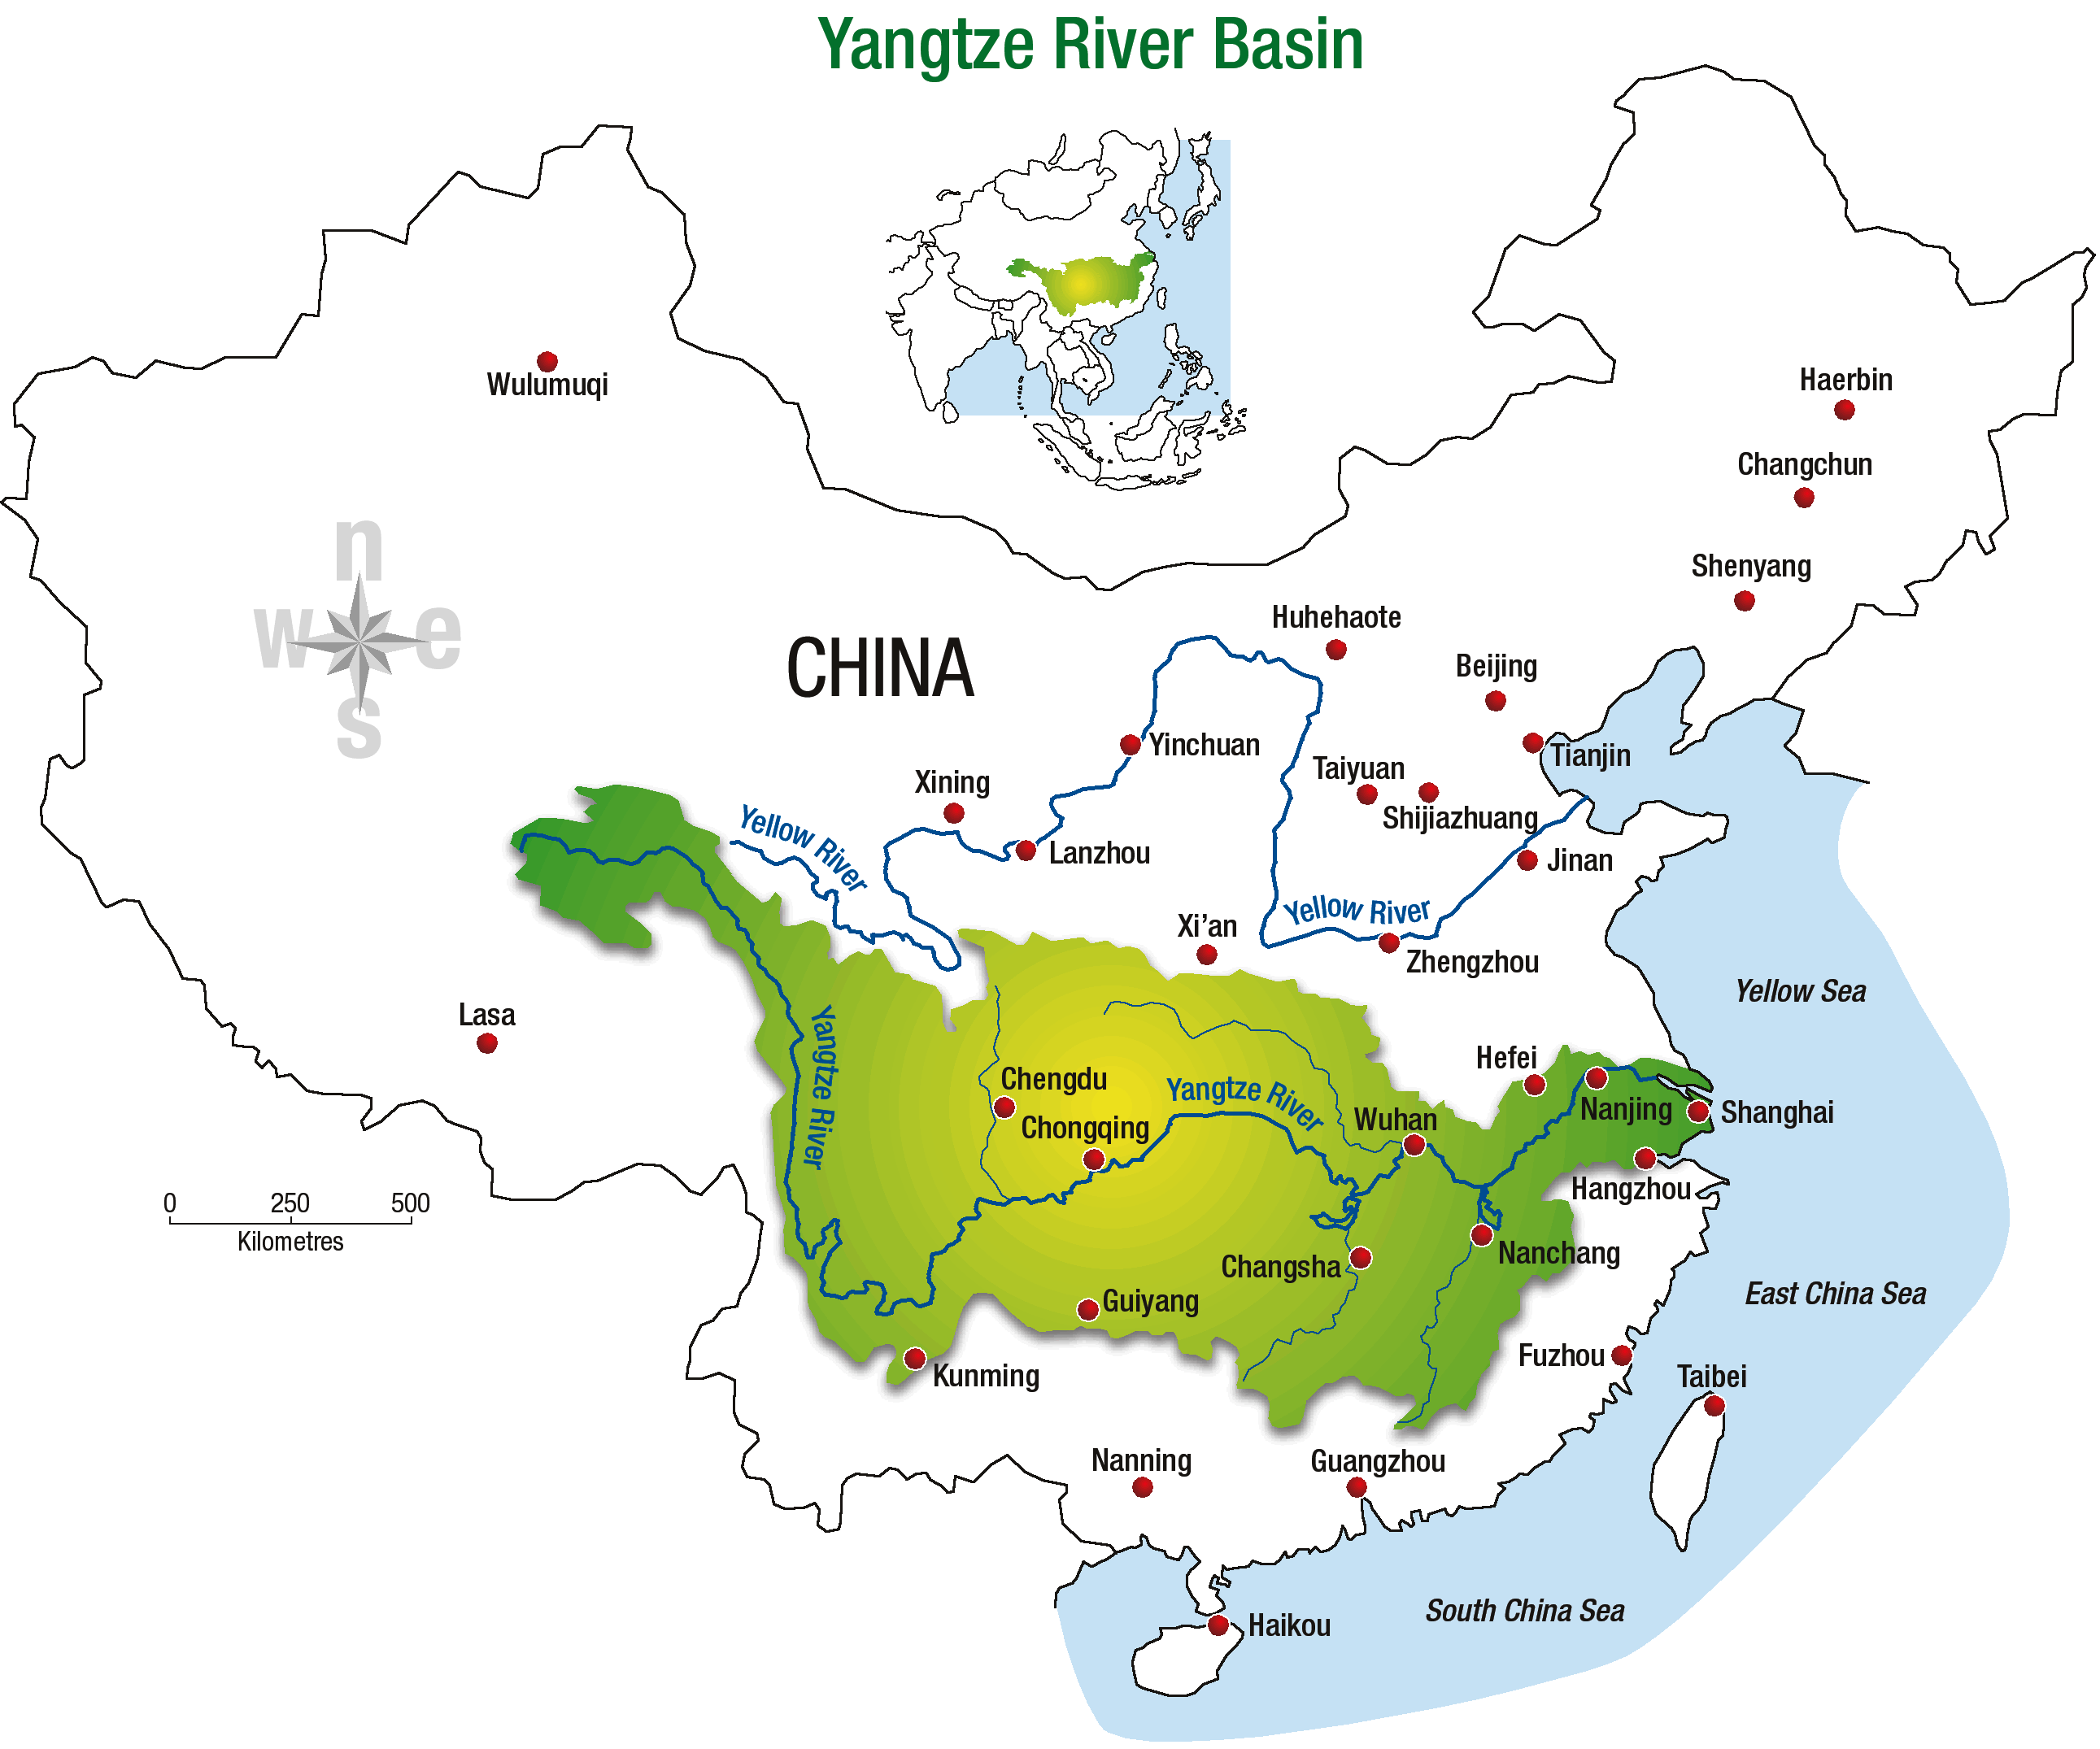 Yangtze River Basin
Wulumuqi
Haerbin
Changchun
n
w e
s
Shenyang
Huhehaote
CHINA
Beijing
Yinchuan
Tianjin
Taiyuan
Xining
Shijiazhuang
Yellow River
Lanzhou
Jinan
Yellow River
Xi’an
Zhengzhou
Yellow Sea
Lasa
Yangtze River
Hefei
Chengdu
Yangtze River
Nanjing
Shanghai
Wuhan
Chongqing
Hangzhou
0 250 500
Kilometres
Nanchang
Changsha
East China Sea
Guiyang
Fuzhou
Kunming
Taibei
Nanning
Guangzhou
South China Sea
Haikou